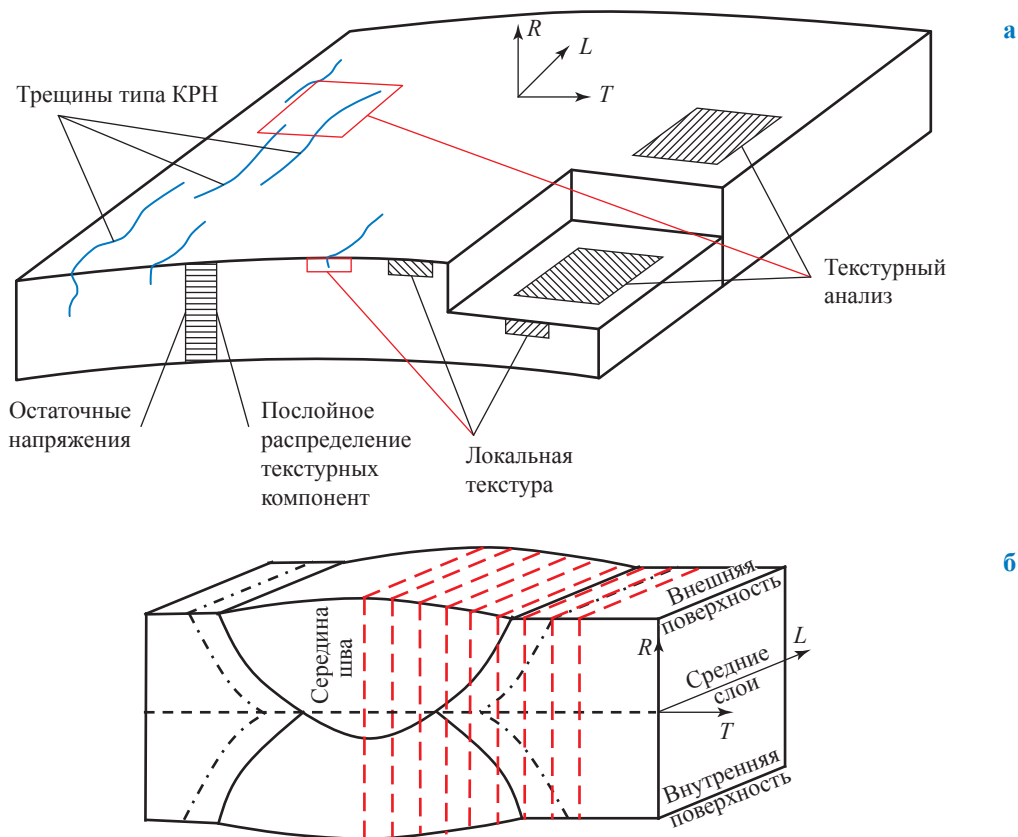 а
R
L
T
Трещины типа КРН
Текстурный
анализ
Остаточные
напряжения
Послойное
распределение
текстурных
компонент
Локальная
текстура
б
Внешняя
поверхность
Середина
шва
R
L
Средние
слои
T
Внутренняя
поверхность